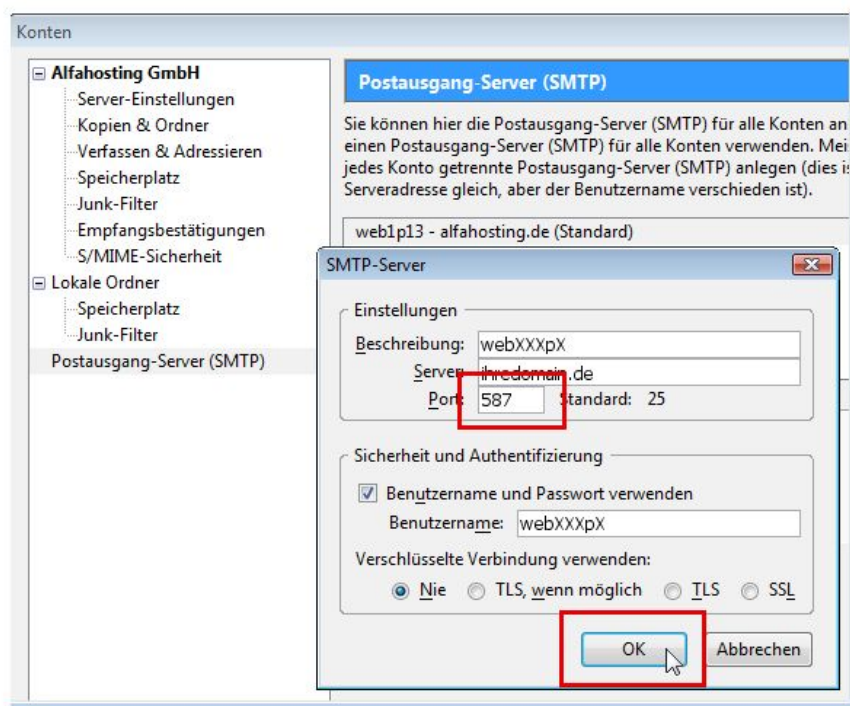 Konten
Alfahosting GmbH
Server-Einstellungen
Kopien & Ordner
Verfassen & Adressieren
Speicherplatz
Junk-Filter
Empfangsbestätigungen
S/MIME-Sicherheit
Lokale Ordner
Speicherplatz
Junk-Filter
Postausgang-Server (SMTP)
Postausgang-Server (SMTP)
Sie können hier die Postausgang-Server (SMTP) für alle Konten an
einen Postausgang-Server (SMTP) für alle Konten verwenden. Mei
jedes Konto getrennte Postausgang-Server (SMTP) anlegen (dies is
Serveradresse gleich, aber der Benutzername verschieden ist).
web1p13 - alfahosting.de (Standard)
SMTP-Server
Einstellungen
Beschreibung: webXXXpX
Server: ihredomain.de
Port: 587 Standard: 25
Sicherheit und Authentifizierung
Benutzername und Passwort verwenden
Benutzername: webXXXpX
Verschlüsselte Verbindung verwenden:
Nie TLS, wenn möglich TLS SSL
OK Abbrechen